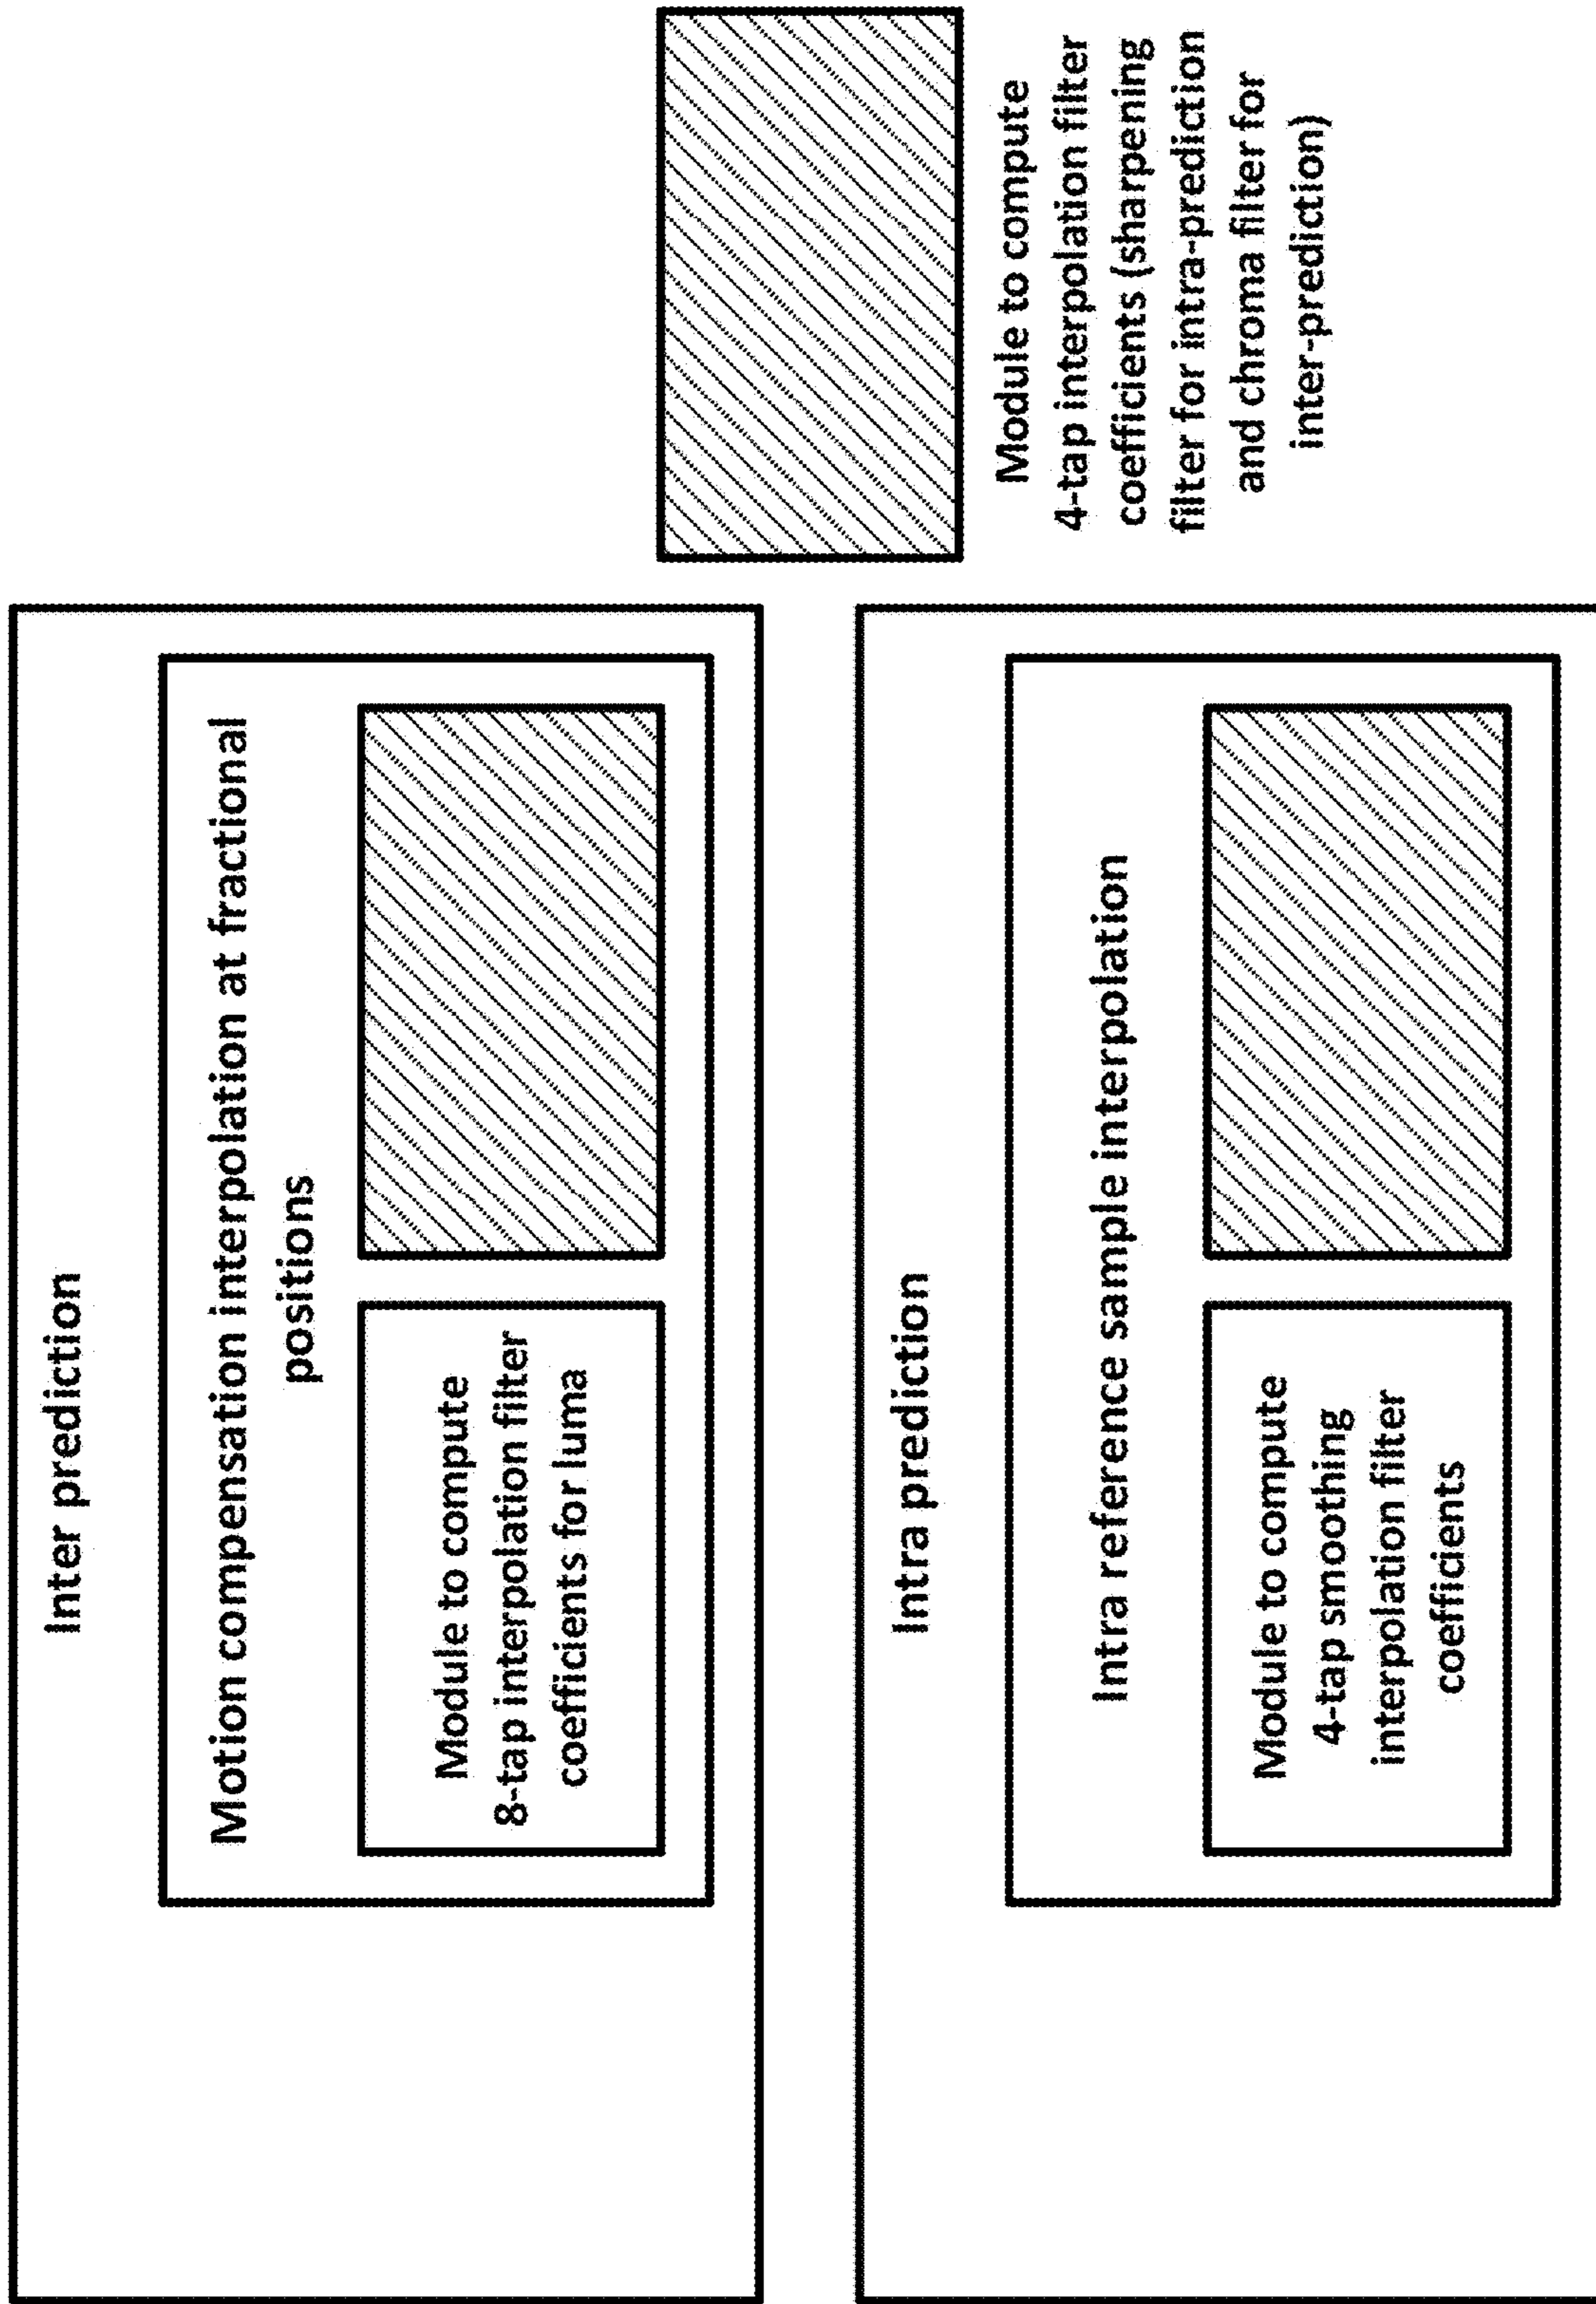 Inter prediction
Motion compensation interpolation at fractional
positions
Module to compute
8-tap interpolation filter
coefficients for luma
Intra prediction
Intra reference sample interpolation
Module to compute
4-tap smoothing
interpolation filter
coefficients
Module to compute
4-tap interpolation filter
coefficients (sharpening
filter for intra-prediction
and chroma filter for
inter-prediction)